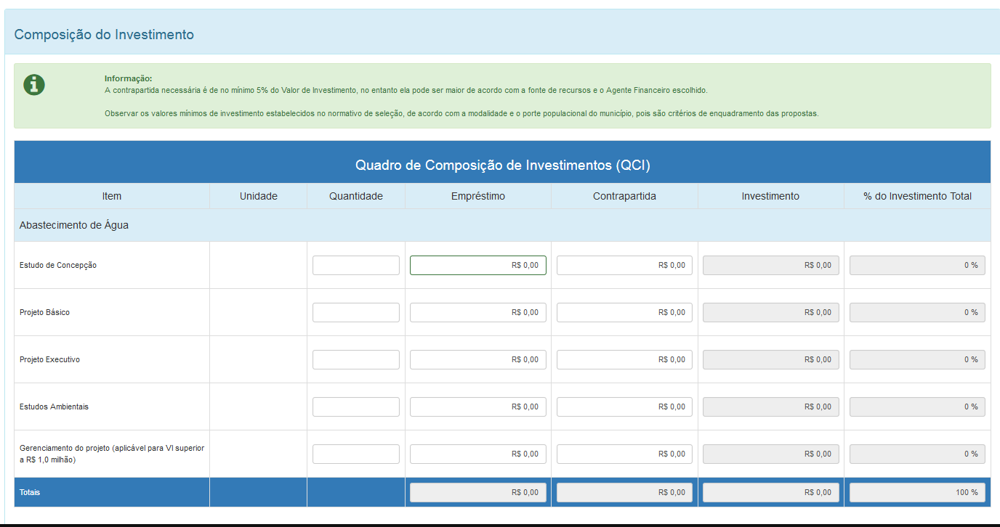 Composição do Investimento
Informação:
A contrapartida necessária é de no mínimo 5% do Valor de Investimento, no entanto ela pode ser maior de acordo com a fonte de recursos e o Agente Financeiro escolhido.
Observar os valores mínimos de investimento estabelecidos no normativo de seleção, de acordo com a modalidade e o porte populacional do município, pois são critérios de enquadramento das propostas.
Quadro de Composição de Investimentos (QCI)
Item Unidade Quantidade Empréstimo Contrapartida Investimento % do Investimento Total
Abastecimento de Água
Estudo de Concepção R$ 0,00 R$ 0,00 R$ 0,00 0 %
Projeto Básico R$ 0,00 R$ 0,00 R$ 0,00 0 %
Projeto Executivo R$ 0,00 R$ 0,00 R$ 0,00 0 %
Estudos Ambientais R$ 0,00 R$ 0,00 R$ 0,00 0 %
Gerenciamento do projeto (aplicável para VI superior
a R$ 1,0 milhão) R$ 0,00 R$ 0,00 R$ 0,00 0 %
Totais R$ 0,00 R$ 0,00 R$ 0,00 100 %